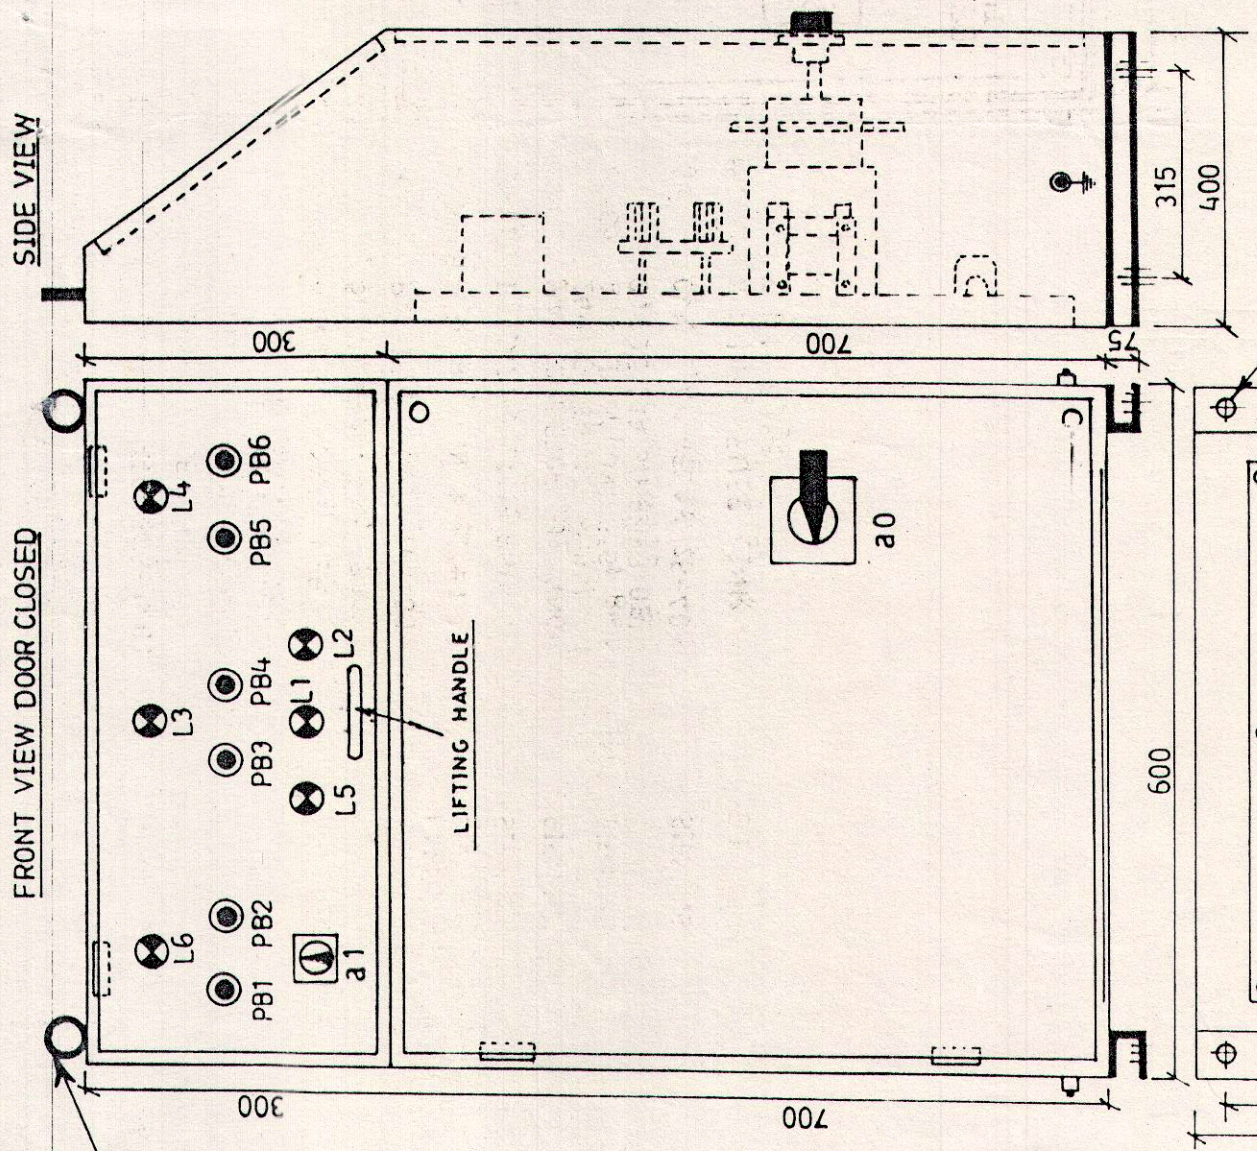 FRONT VIEW DOOR CLOSED
SIDE VIEW
L6
L3
L4
PB1
PB2
PB3
PB4
PB5
PB6
a1
L5
L1
L2
LIFTING HANDLE
a0
300
700
600
300
700
75
315
400